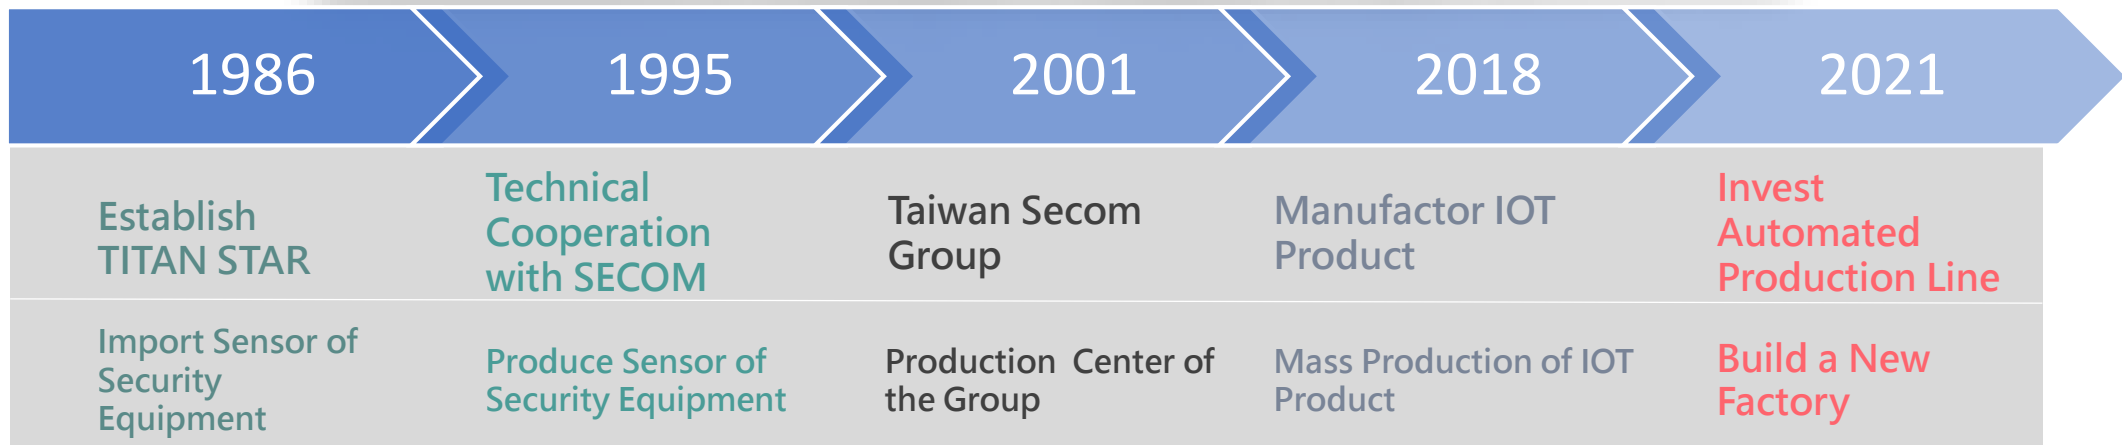 1986
1995
2001
2018
2021
Establish
TITAN STAR
Technical
Cooperation
with SECOM
Taiwan Secom
Group
Manufactor IOT
Product
Invest
Automated
Production Line
Import Sensor of
Security
Equipment
Produce Sensor of
Security Equipment
Production Center of
the Group
Mass Production of IOT
Product
Build a New
Factory